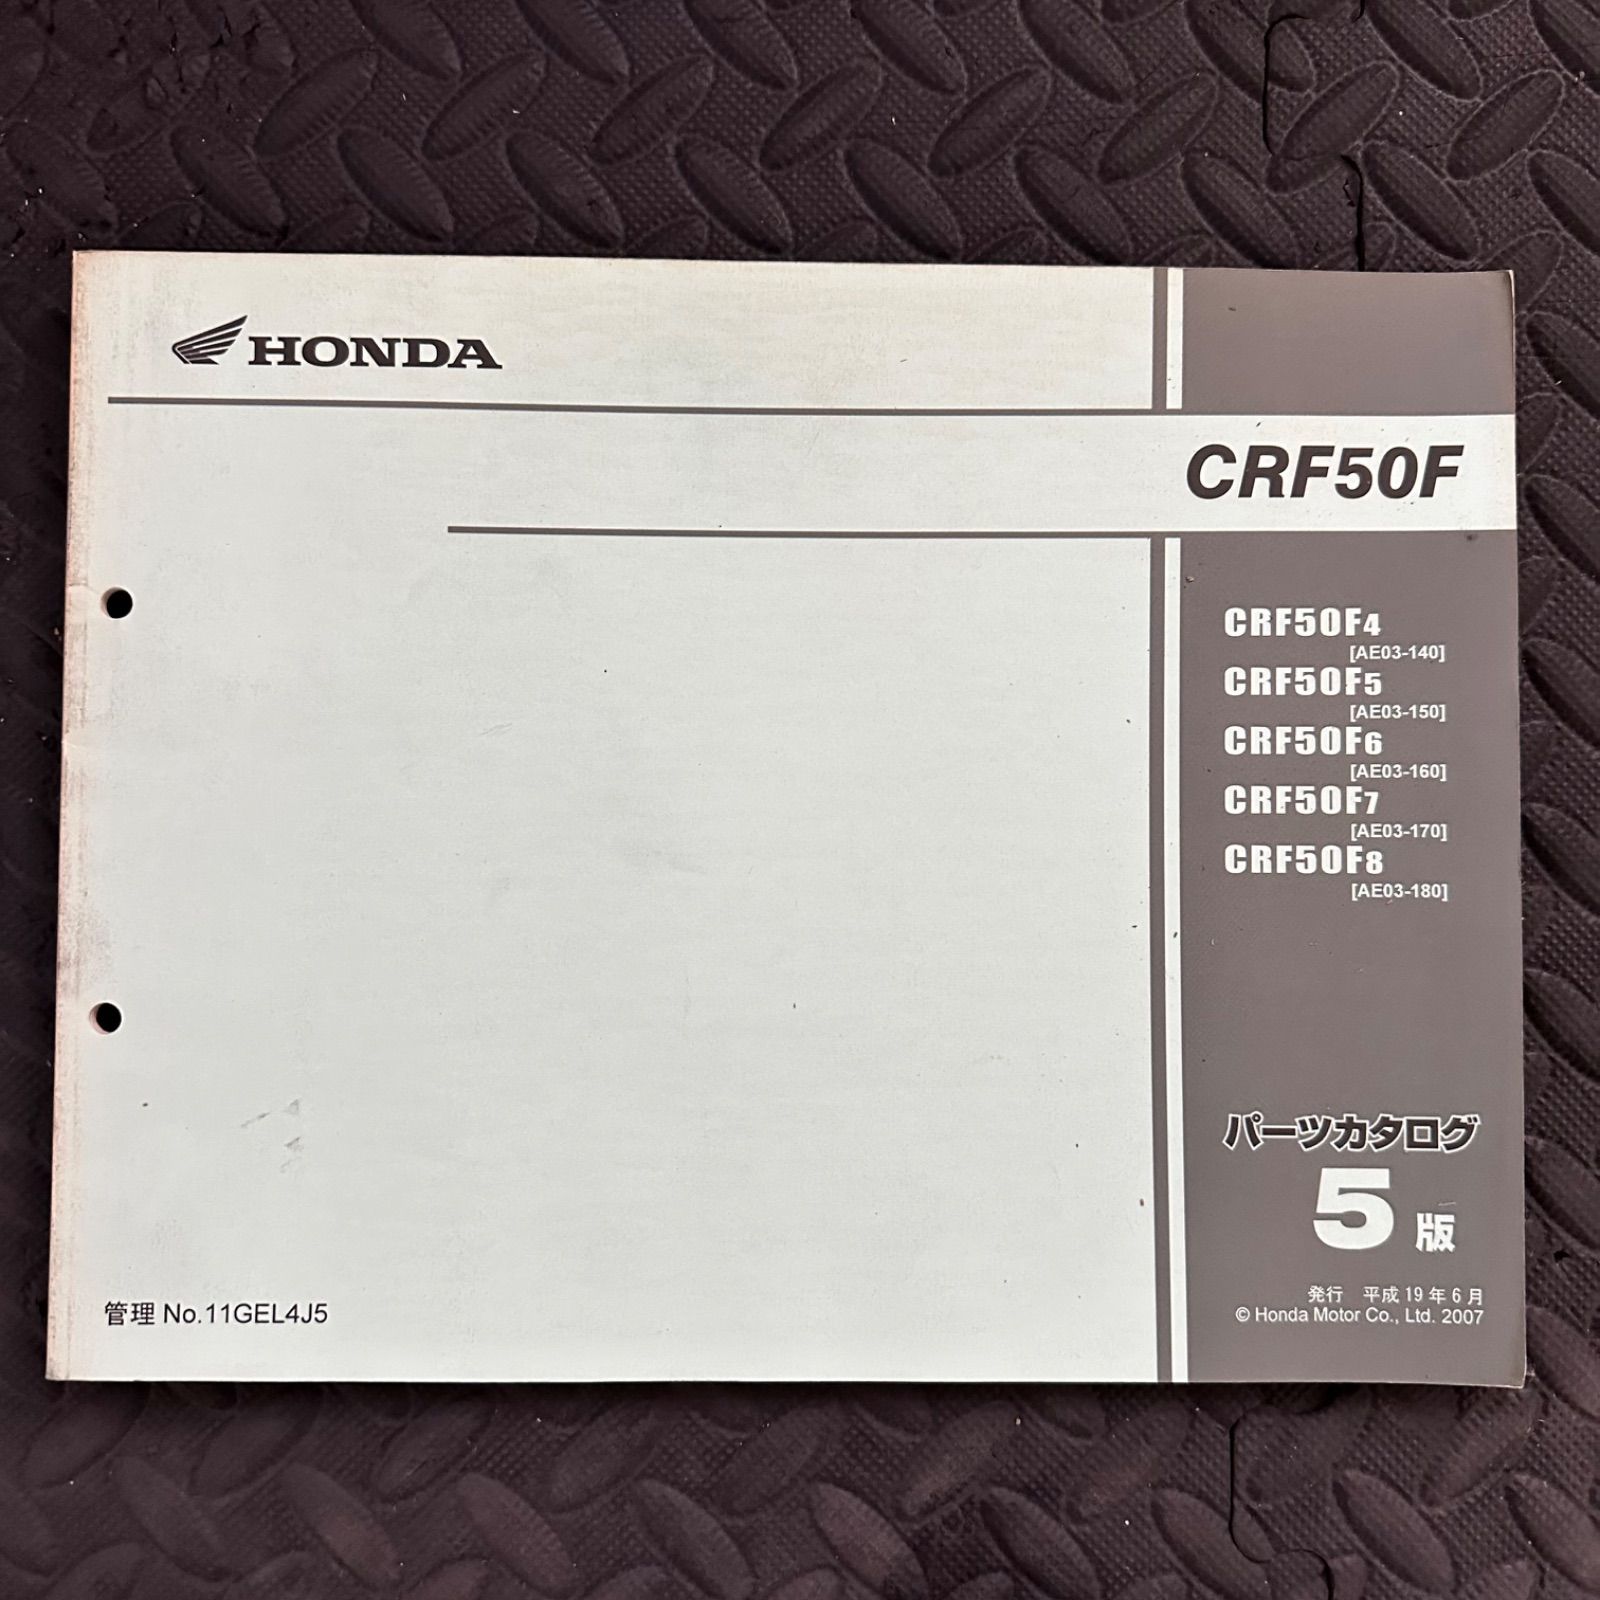 HONDA
CRF50F
CRF50F4
[AE03-140]
CRF50F5
[AE03-150]
CRF50F6
[AE03-160]
CRF50F7
[AE03-170]
CRF50F8
[AE03-180]
パーツカタログ
5 版
発行 平成 19 年 6 月
© Honda Motor Co., Ltd. 2007
管理 No.11GEL4J5